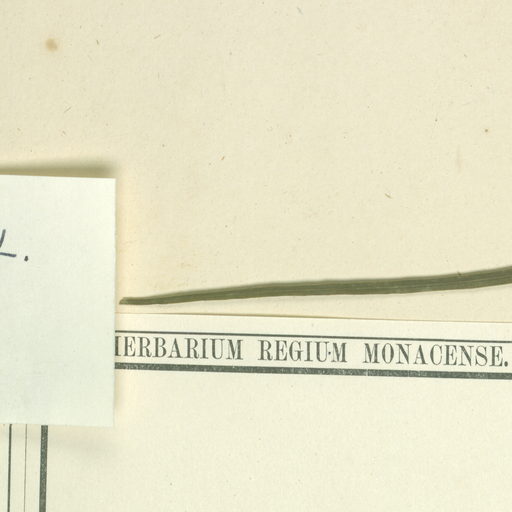 L.
HERBARIUM REGIUM MONACENSE.